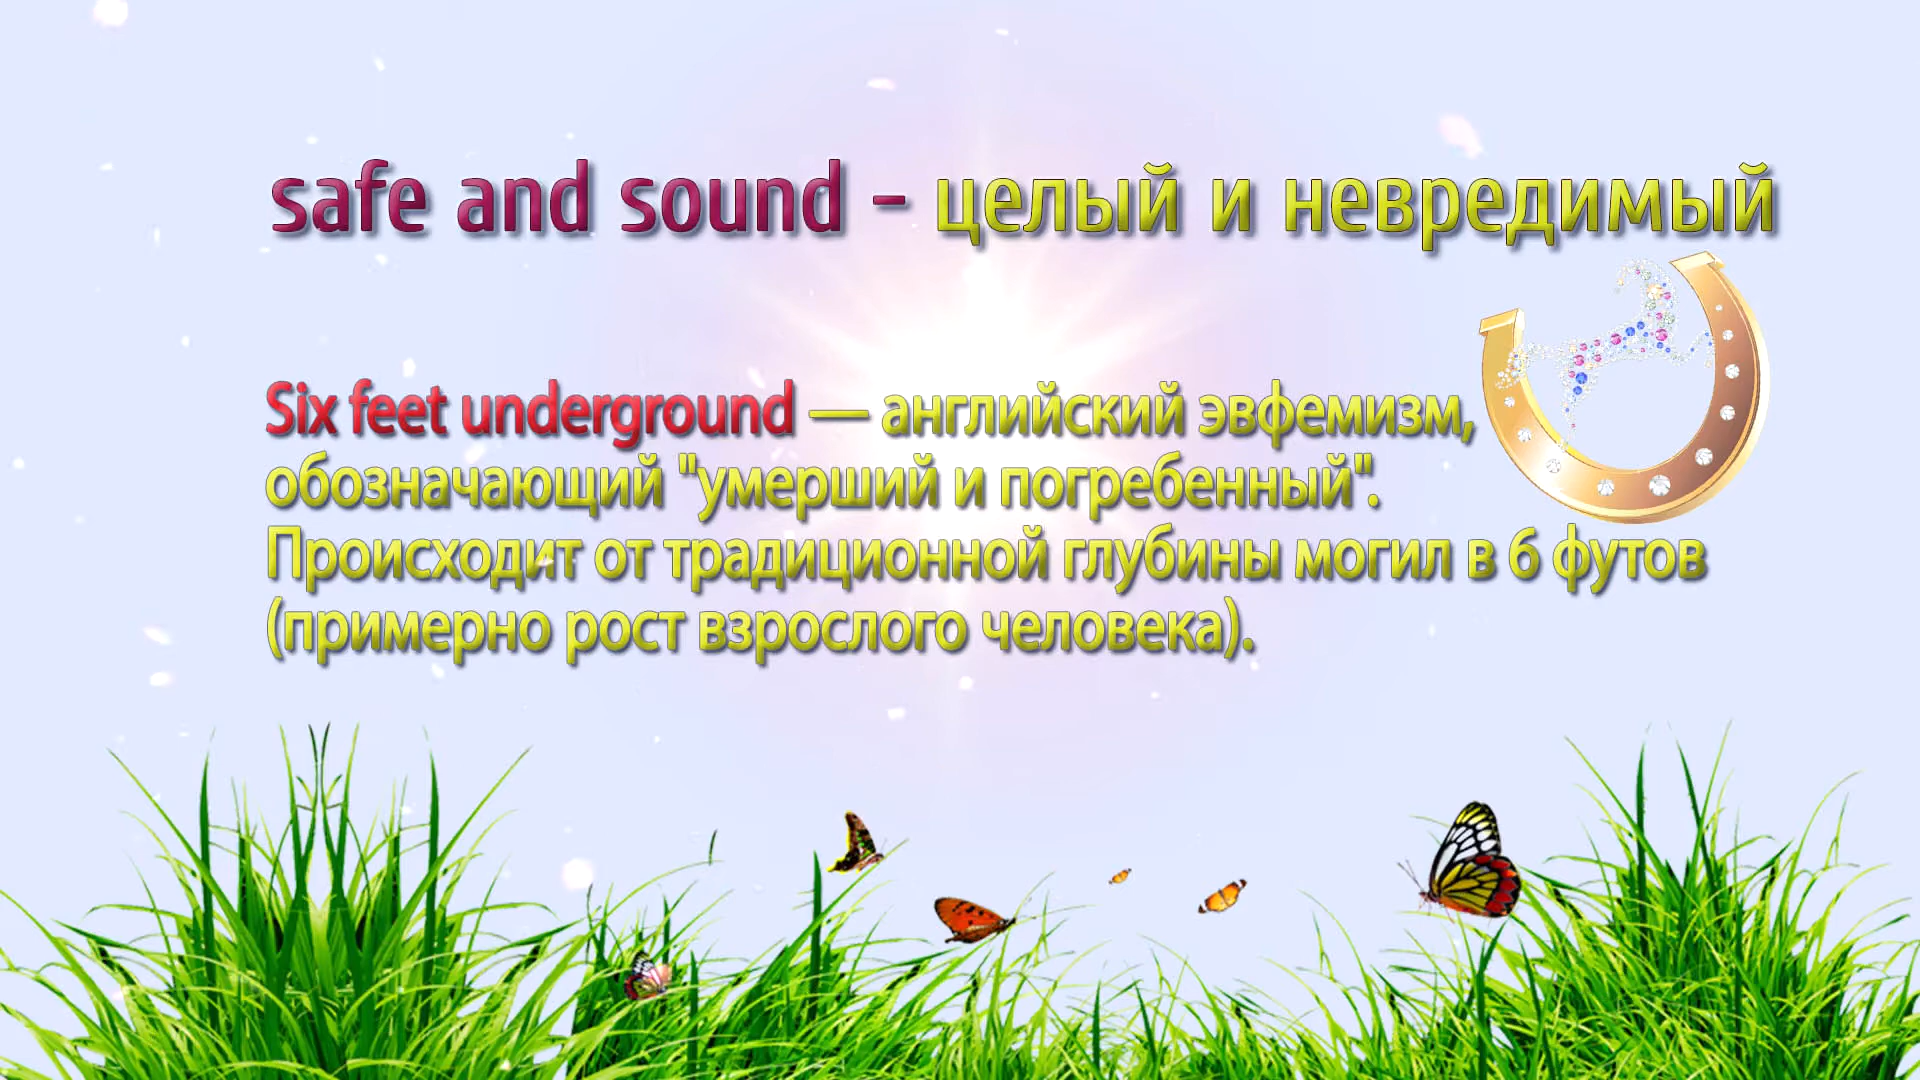 safe and sound - целый и невредимый
Six feet underground — английский эвфемизм,
обозначающий "умерший и погребенный".
Происходит от традиционной глубины могил в 6 футов
(примерно рост взрослого человека).